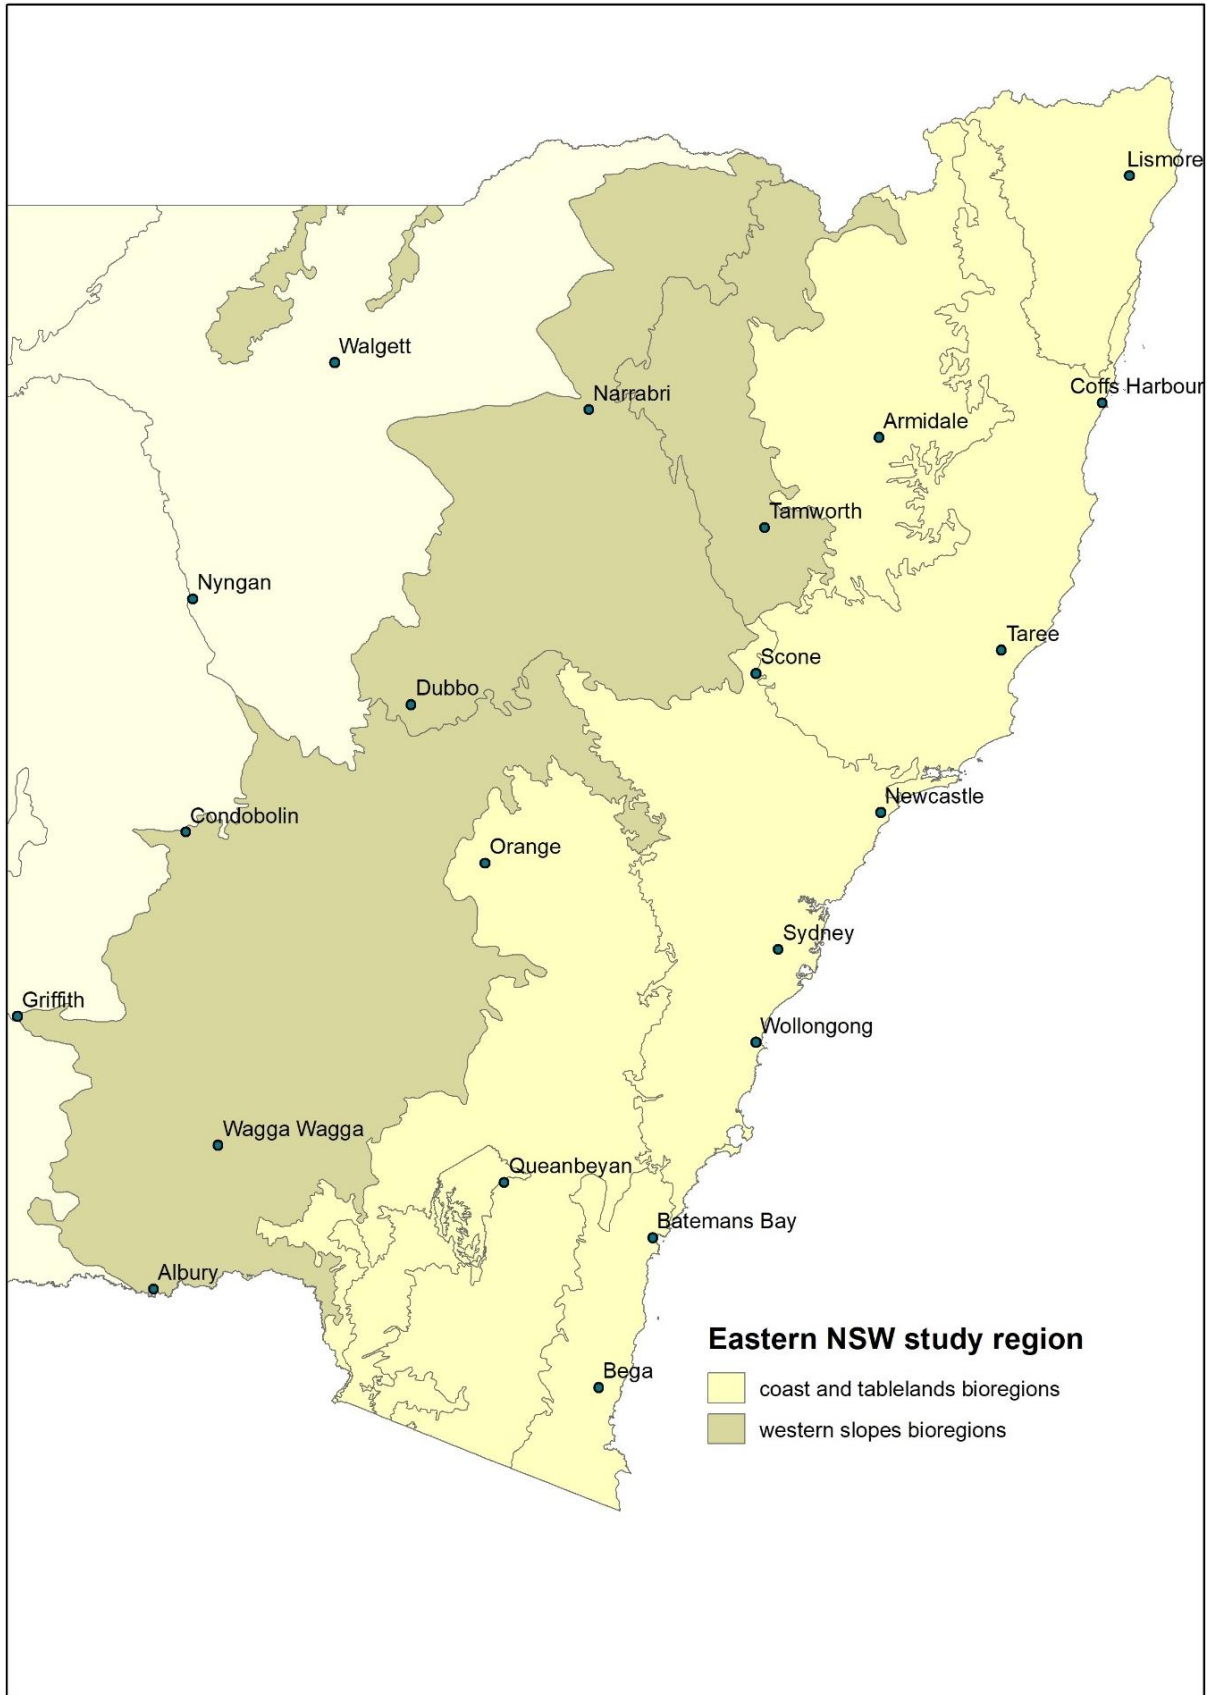 Lismore
Walgett
Narrabri
Coffs Harbour
Armidale
Tamworth
Nyngan
Taree
Scone
Dubbo
Newcastle
Condobolin
Orange
Sydney
Griffith
Wollongong
Wagga Wagga
Queanbeyan
Batemans Bay
Albury
Eastern NSW study region
Bega
coast and tablelands bioregions
western slopes bioregions